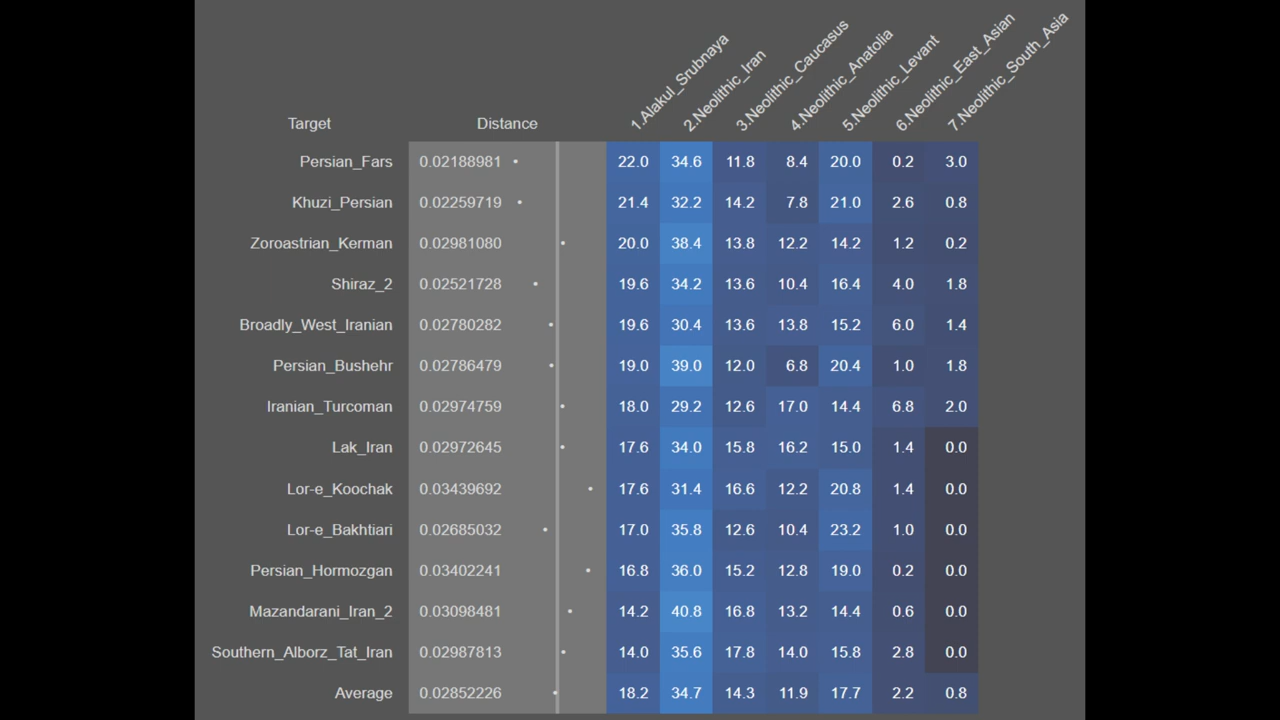 Target Distance 1.Alakul_Srubnaya 2.Neolithic_Iran 3.Neolithic_Caucasus 4.Neolithic_Anatolia 5.Neolithic_Levant 6.Neolithic_East_Asian 7.Neolithic_South_Asia
Persian_Fars 0.02188981 22.0 34.6 11.8 8.4 20.0 0.2 3.0
Khuzi_Persian 0.02259719 21.4 32.2 14.2 7.8 21.0 2.6 0.8
Zoroastrian_Kerman 0.02981080 20.0 38.4 13.8 12.2 14.2 1.2 0.2
Shiraz_2 0.02521728 19.6 34.2 13.6 10.4 16.4 4.0 1.8
Broadly_West_Iranian 0.02780282 19.6 30.4 13.6 13.8 15.2 6.0 1.4
Persian_Bushehr 0.02786479 19.0 39.0 12.0 6.8 20.4 1.0 1.8
Iranian_Turcoman 0.02974759 18.0 29.2 12.6 17.0 14.4 6.8 2.0
Lak_Iran 0.02972645 17.6 34.0 15.8 16.2 15.0 1.4 0.0
Lor-e_Koochak 0.03439692 17.6 31.4 16.6 12.2 20.8 1.4 0.0
Lor-e_Bakhtiari 0.02685032 17.0 35.8 12.6 10.4 23.2 1.0 0.0
Persian_Hormozgan 0.03402241 16.8 36.0 15.2 12.8 19.0 0.2 0.0
Mazandarani_Iran_2 0.03098481 14.2 40.8 16.8 13.2 14.4 0.6 0.0
Southern_Alborz_Tat_Iran 0.02987813 14.0 35.6 17.8 14.0 15.8 2.8 0.0
Average 0.02852226 18.2 34.7 14.3 11.9 17.7 2.2 0.8